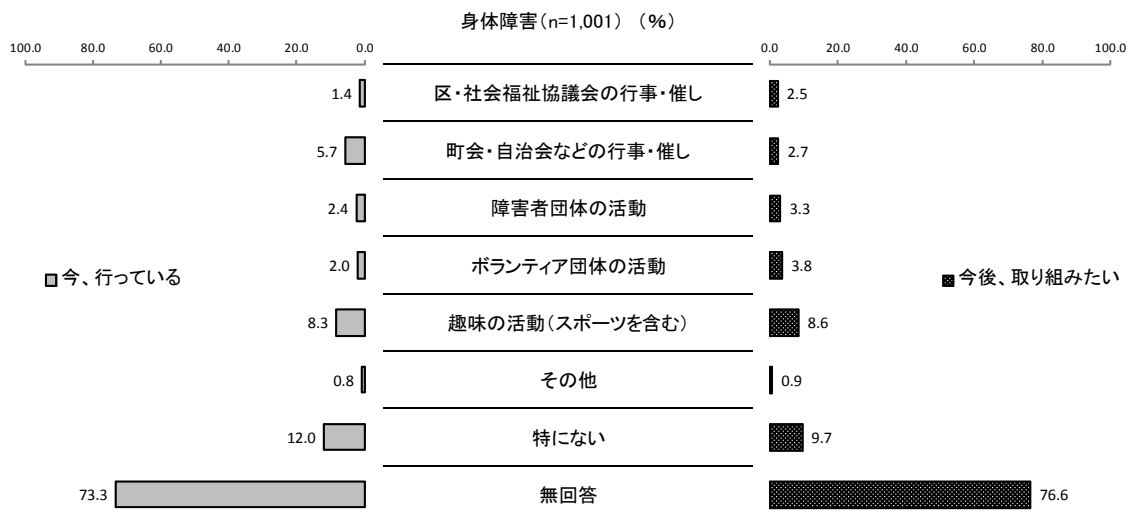 身体障害(n=1,001) (%)
100.0 80.0 60.0 40.0 20.0 0.0 0.0 20.0 40.0 60.0 80.0 100.0
1.4 区・社会福祉協議会の行事・催し 2.5
5.7 町会・自治会などの行事・催し 2.7
2.4 障害者団体の活動 3.3
2.0 ボランティア団体の活動 3.8
今、行っている 今後、取り組みたい
8.3 趣味の活動(スポーツを含む) 8.6
0.8 その他 0.9
12.0 特にない 9.7
73.3 無回答 76.6